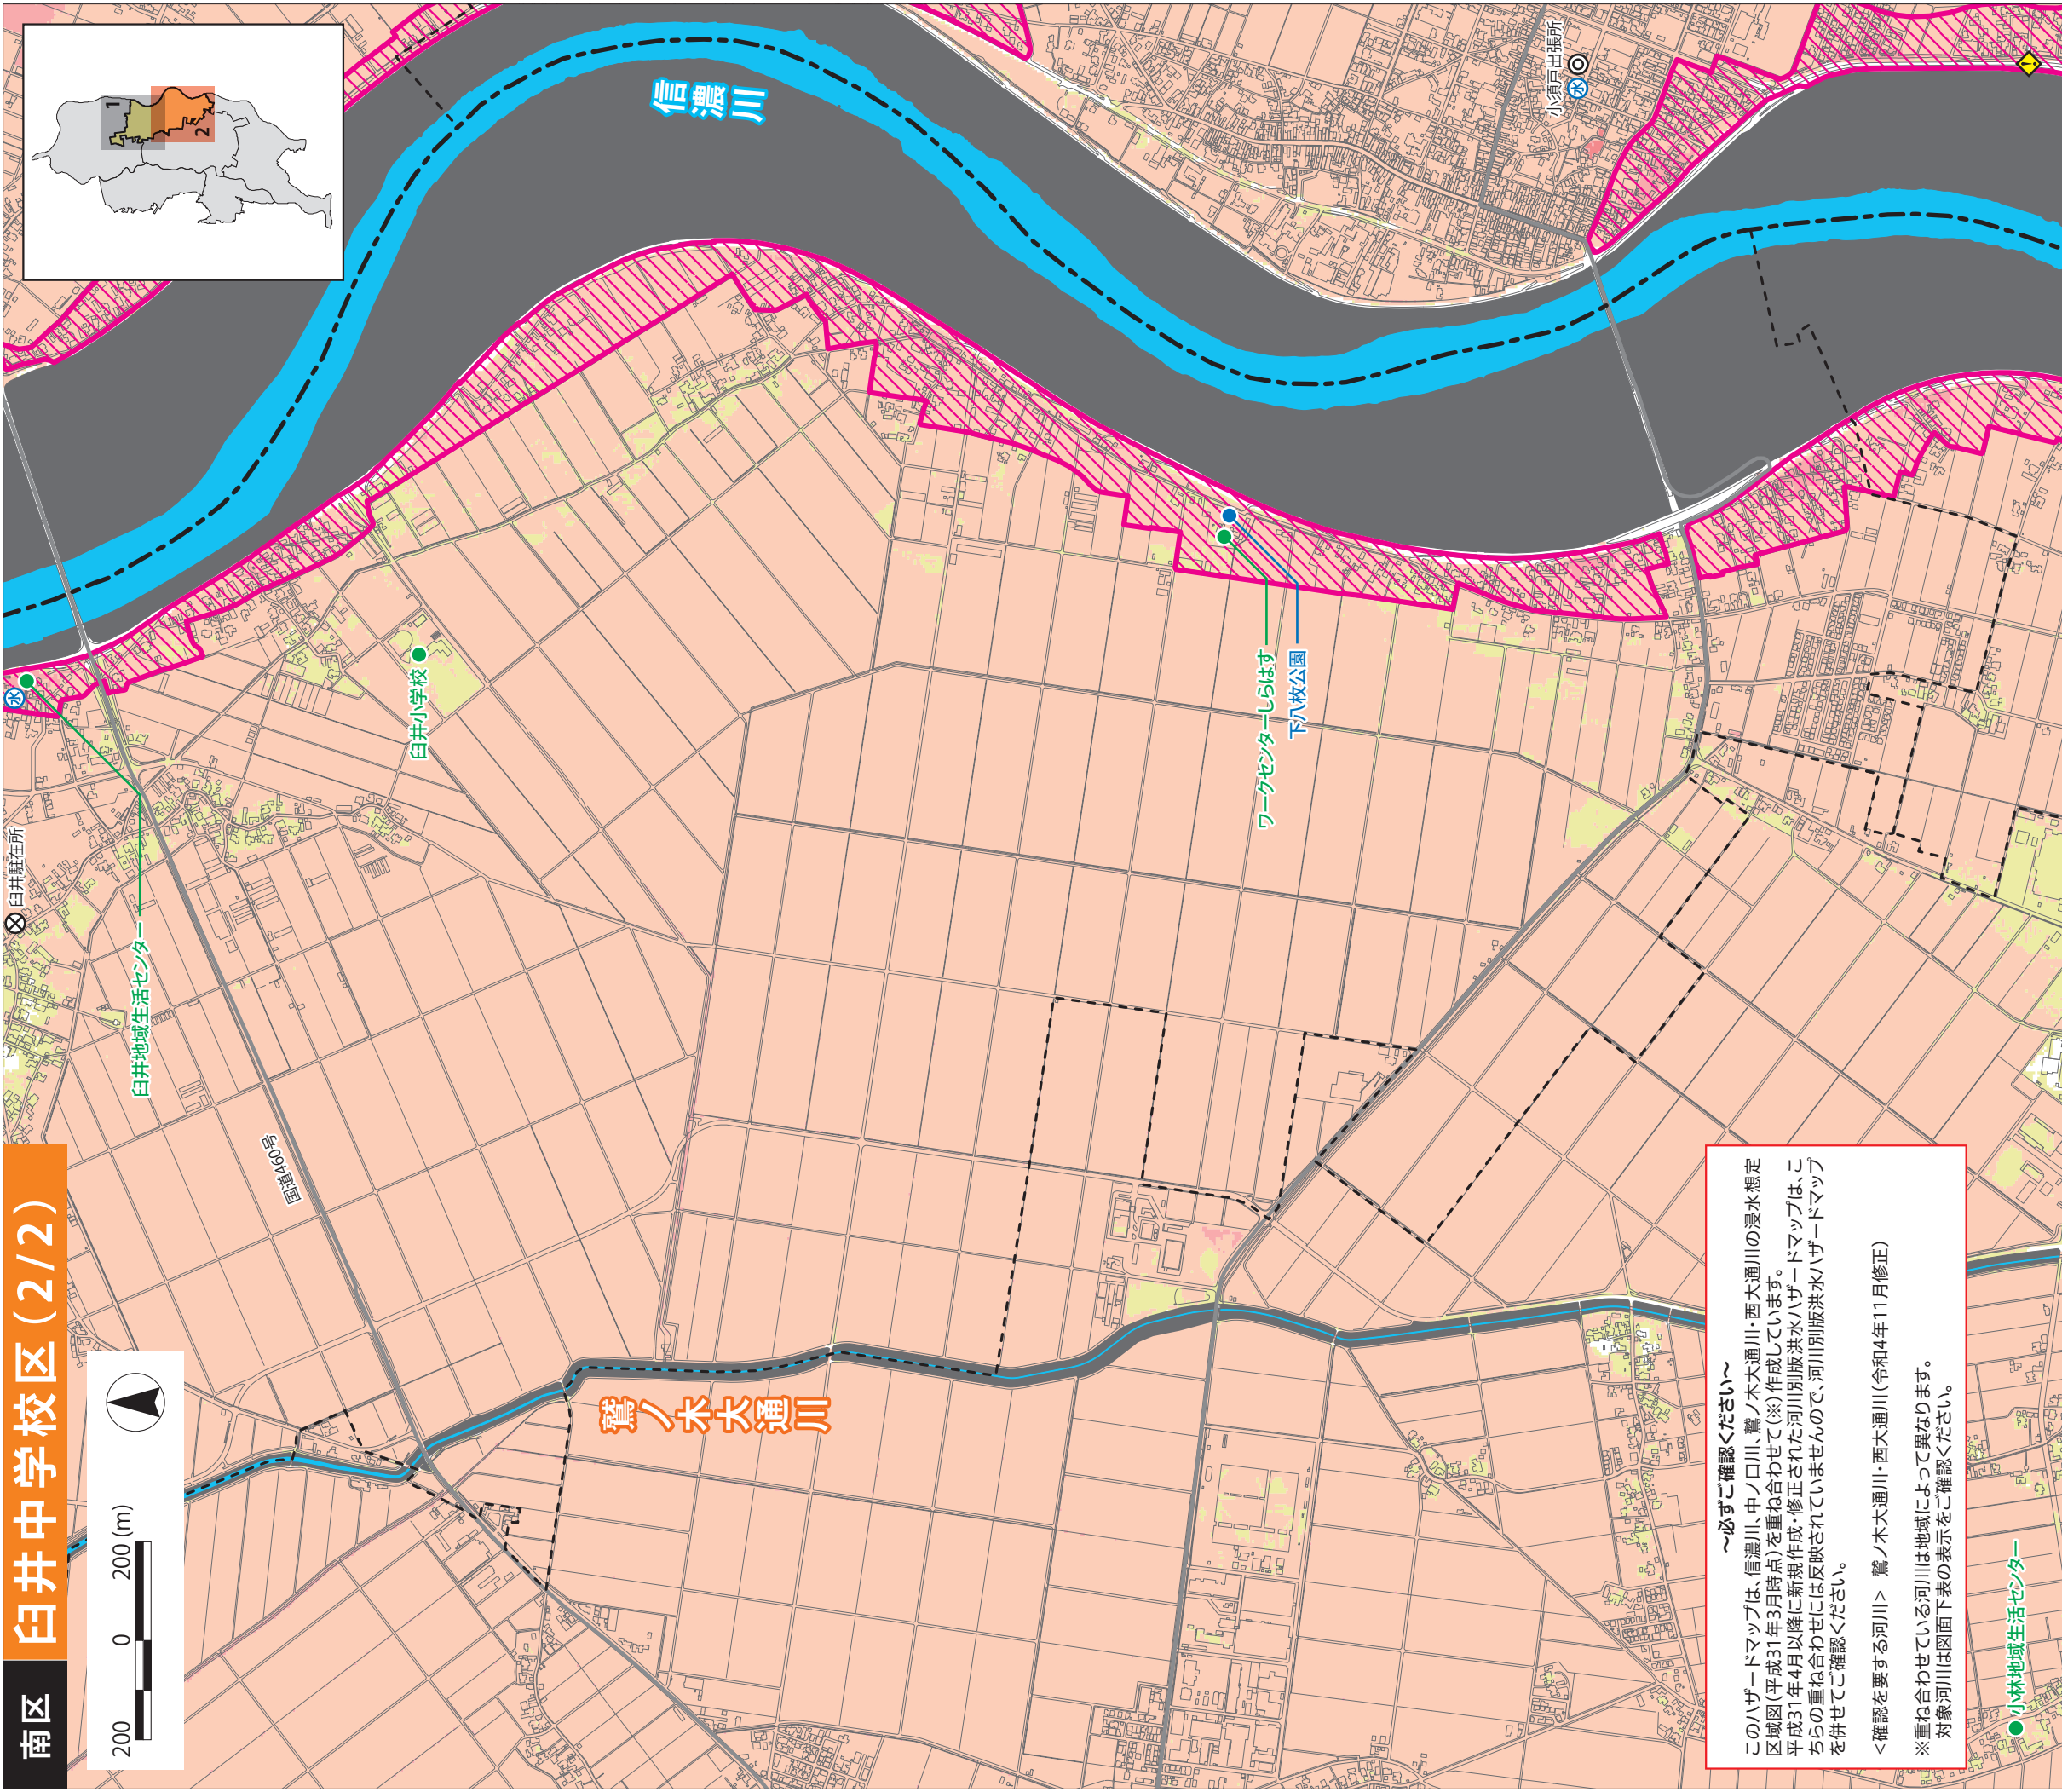 南区
臼井中学校区(2/2)
200
0
200 (m)
1
2
信濃川
鷲ノ木大通川
国道460号
臼井駐在所
水
臼井地域生活センター
臼井小学校
ワークセンターしらはす
下八枚公園
小須戸出張所
水
小林地域生活センター
～必ずご確認ください～
このハザードマップは、信濃川、中ノ口川、鷲ノ木大通川・西大通川の浸水想定
区域図(平成31年3月時点)を重ね合わせて(※)作成しています。
平成31年4月以降に新規作成・修正された河川別版洪水ハザードマップは、こ
ちらの重ね合わせには反映されていませんので、河川別版洪水ハザードマップ
を併せてご確認ください。
<確認を要する河川> 鷲ノ木大通川・西大通川(令和4年11月修正)
※重ね合わせている河川は地域によって異なります。
対象河川は図面下表の表示をご確認ください。